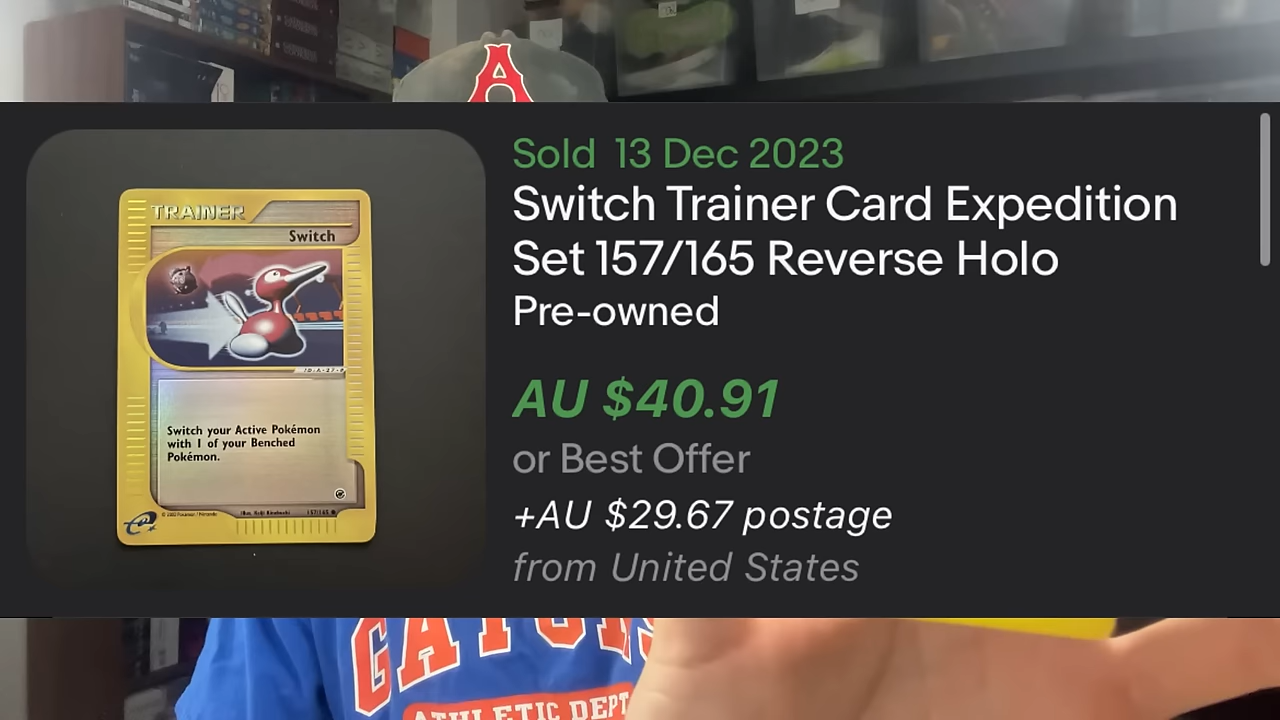 A
Sold 13 Dec 2023
Switch Trainer Card Expedition
Set 157/165 Reverse Holo
Pre-owned
AU $40.91
or Best Offer
+AU $29.67 postage
from United States
TRAINER
Switch
Switch your Active Pokémon
with 1 of your Benched
Pokémon.
157/165
e
GATORS
ATHLETIC DEPT